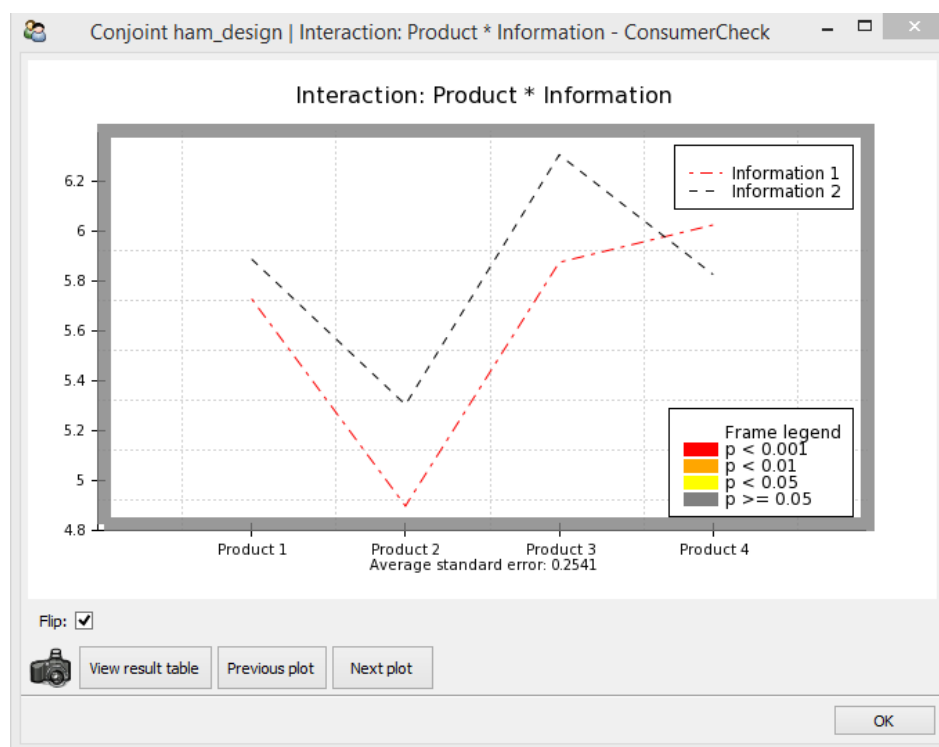 Conjoint ham_design | Interaction: Product * Information - ConsumerCheck
Interaction: Product * Information
Information 1
Information 2
6.2
6
5.8
5.6
5.4
5.2
5
4.8
Frame legend
p < 0.001
p < 0.01
p < 0.05
p >= 0.05
Product 1 Product 2 Product 3 Product 4
Average standard error: 0.2541
Flip:
View result table Previous plot Next plot
OK